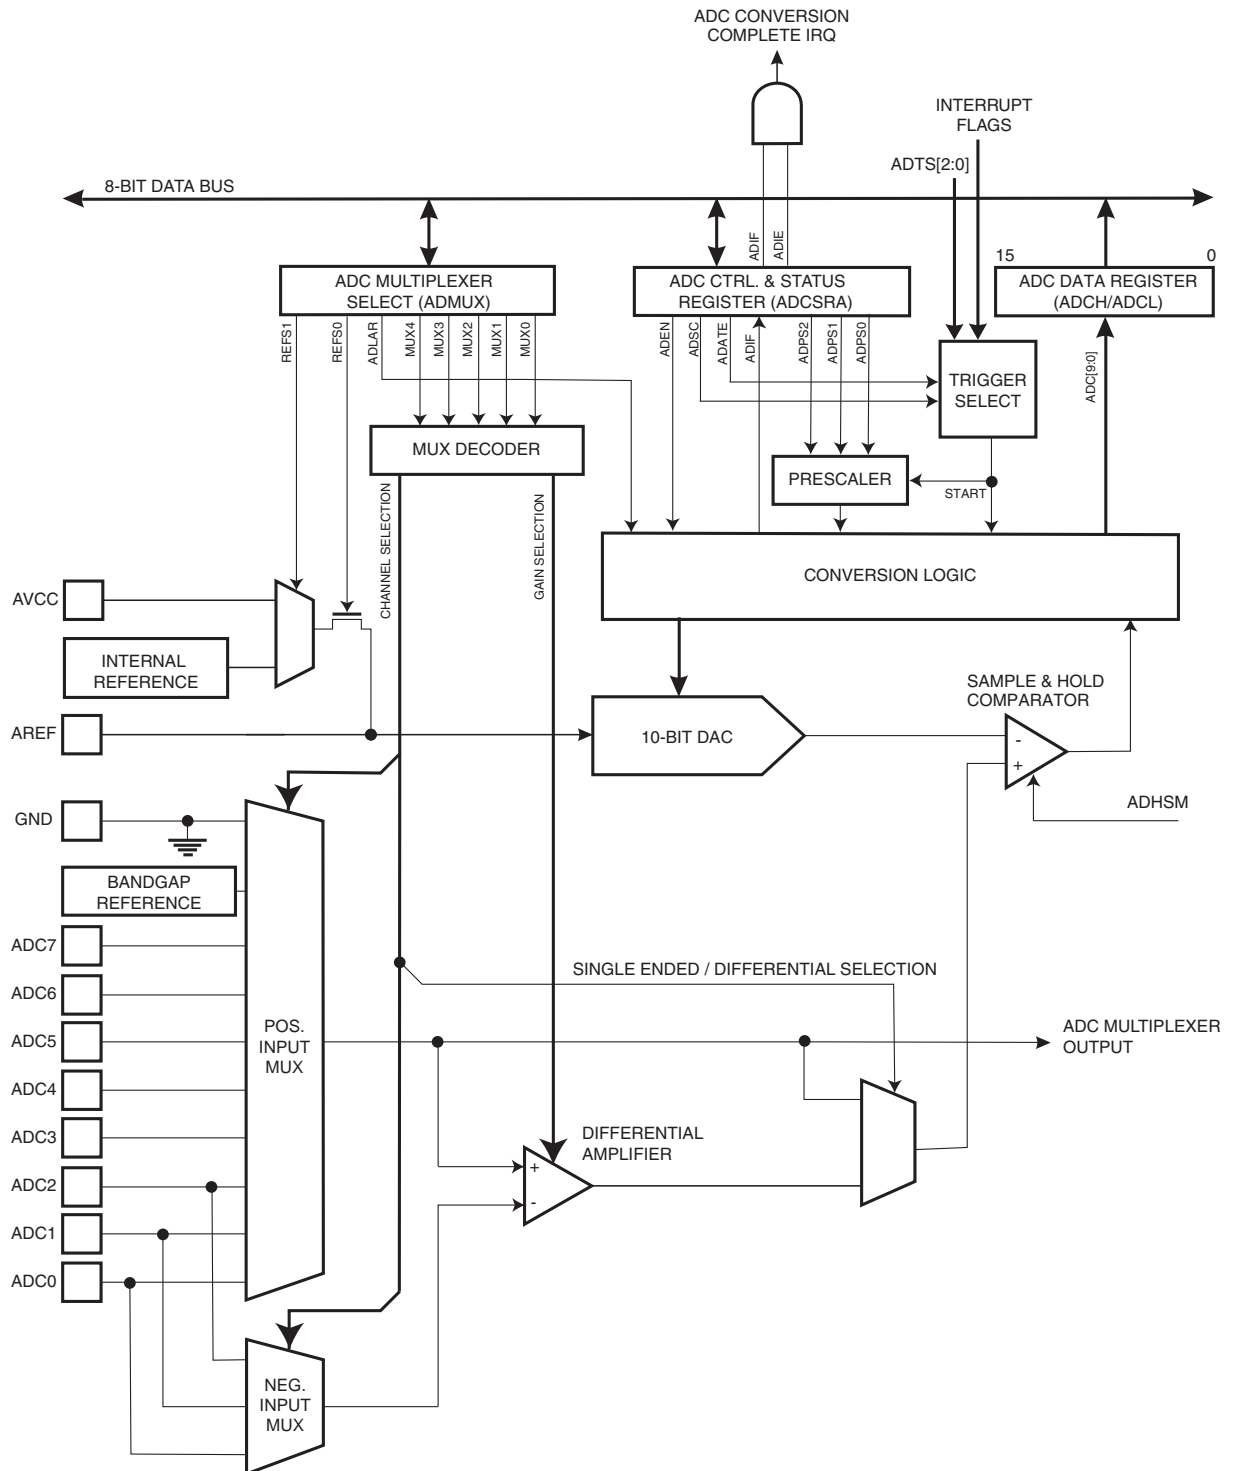 ADC CONVERSION
COMPLETE IRQ
INTERRUPT
FLAGS
ADTS[2:0]
8-BIT DATA BUS
ADIF
ADIE
15
0
ADC MULTIPLEXER
SELECT (ADMUX)
ADC CTRL. & STATUS
REGISTER (ADCSRA)
ADC DATA REGISTER
(ADCH/ADCL)
REFS1
REFS0
ADLAR
MUX4
MUX3
MUX2
MUX1
MUX0
ADEN
ADSC
ADATE
ADIF
ADPS2
ADPS1
ADPS0
ADC[9:0]
TRIGGER
SELECT
MUX DECODER
PRESCALER
START
CHANNEL SELECTION
GAIN SELECTION
CONVERSION LOGIC
AVCC
INTERNAL
REFERENCE
SAMPLE & HOLD
COMPARATOR
AREF
10-BIT DAC
-
+
ADHSM
GND
BANDGAP
REFERENCE
ADC7
SINGLE ENDED / DIFFERENTIAL SELECTION
ADC6
ADC5
POS.
INPUT
MUX
ADC MULTIPLEXER
OUTPUT
ADC4
ADC3
DIFFERENTIAL
AMPLIFIER
+
-
ADC2
ADC1
ADC0
NEG.
INPUT
MUX